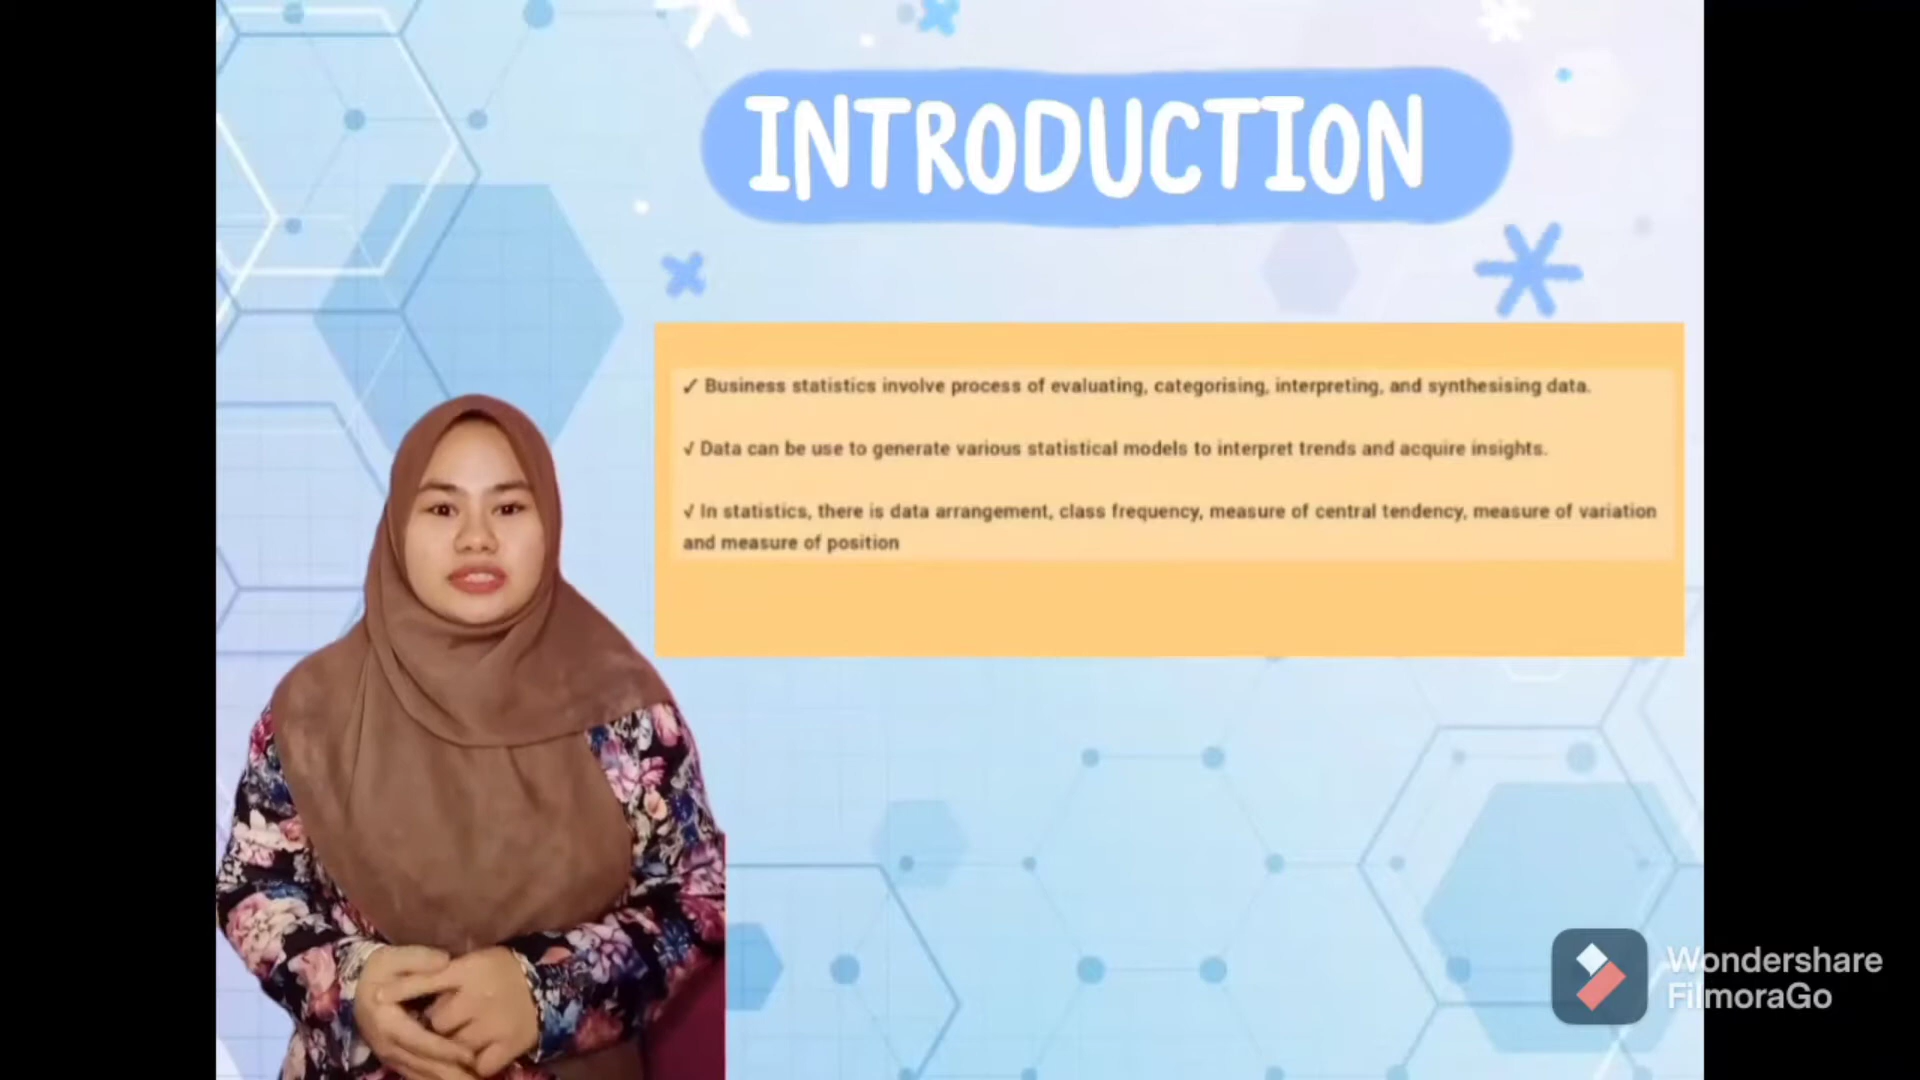 INTRODUCTION
✓ Business statistics involve process of evaluating, categorising, interpreting, and synthesising data.
√ Data can be use to generate various statistical models to interpret trends and acquire insights.
√ In statistics, there is data arrangement, class frequency, measure of central tendency, measure of variation
and measure of position
Wondershare
FilmoraGo